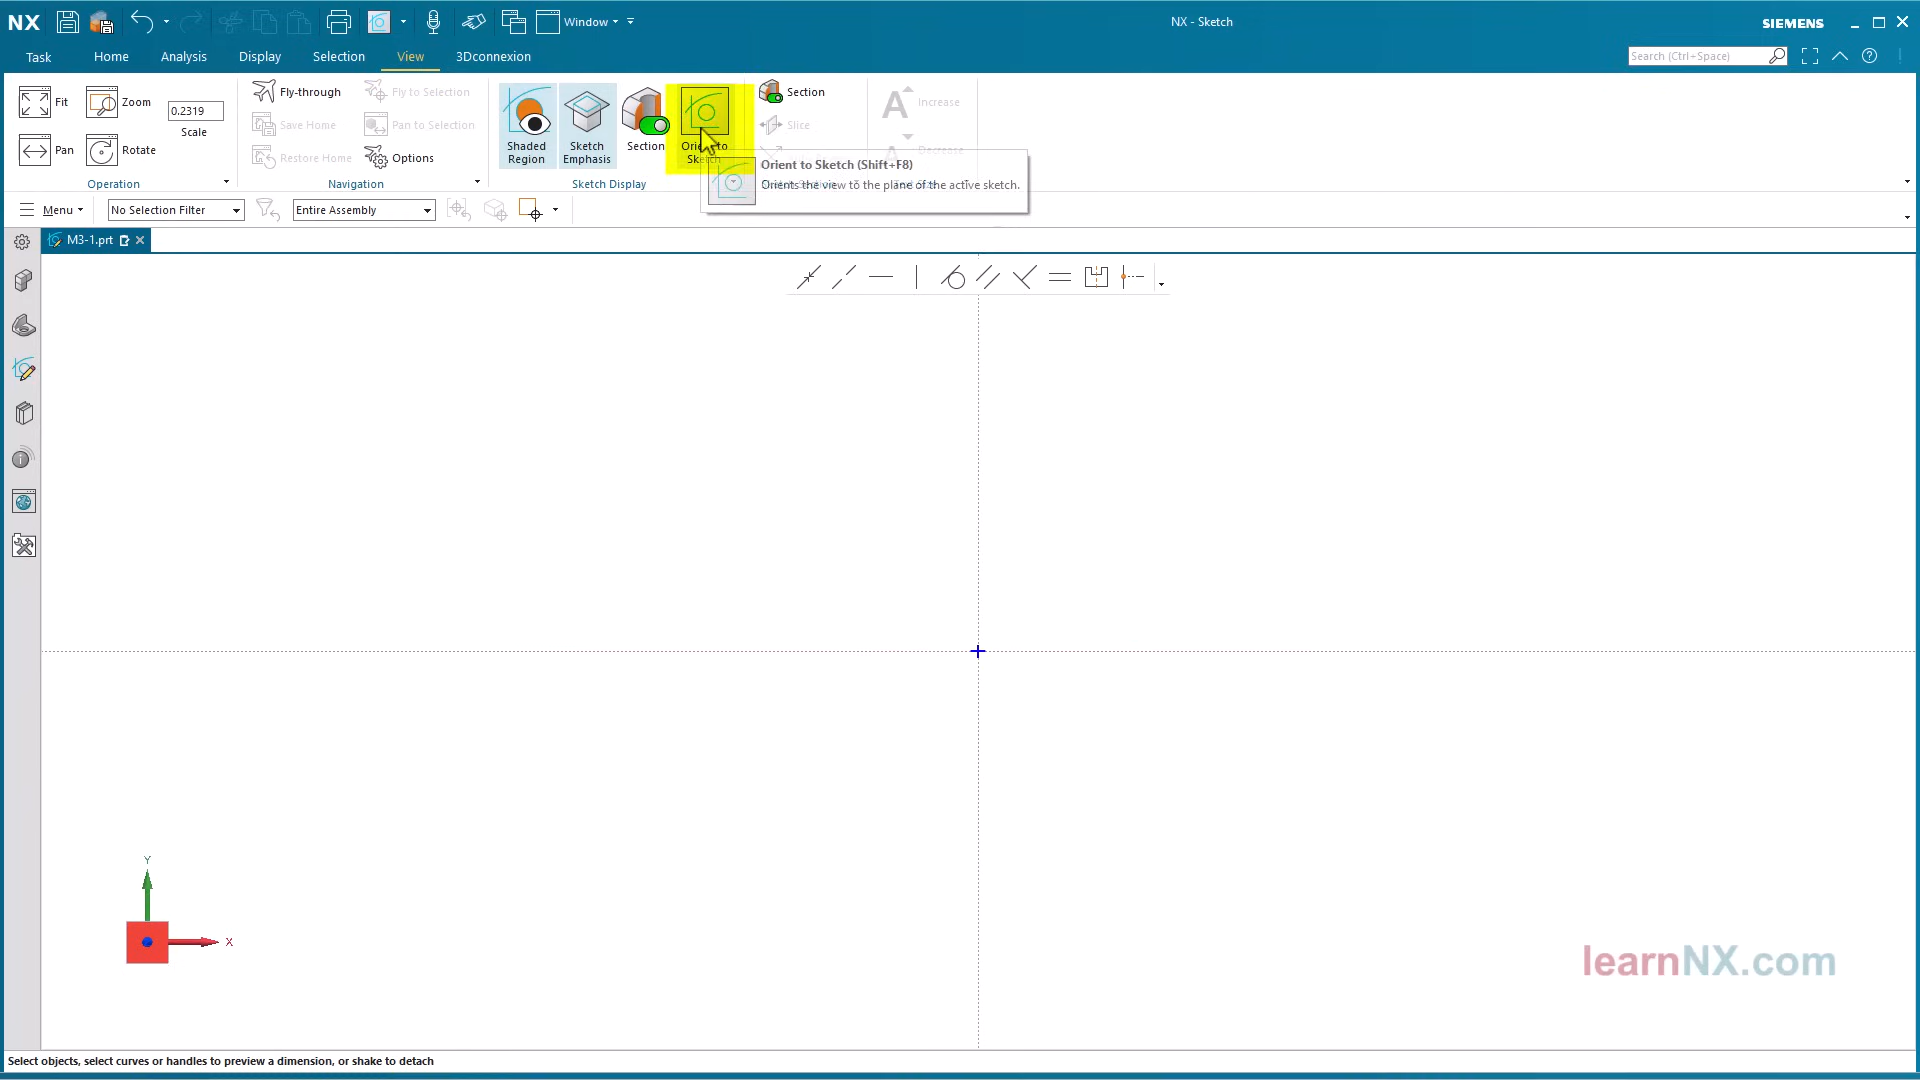 NX
Window
NX - Sketch
SIEMENS
Task
Home
Analysis
Display
Selection
View
3Dconnexion
Search (Ctrl+Space)
Fit
Zoom
0.2319
Scale
Pan
Rotate
Operation
Fly-through
Fly to Selection
Save Home
Pan to Selection
Restore Home
Options
Navigation
Shaded
Region
Sketch
Emphasis
Section
Orient to
Sketch
Sketch Display
Section
Slice
A
Increase
A
Decrease
Orient to Sketch (Shift+F8)
Orients the view to the plane of the active sketch.
Menu
No Selection Filter
Entire Assembly
M3-1.prt
Y
X
learnNX.com
Select objects, select curves or handles to preview a dimension, or shake to detach